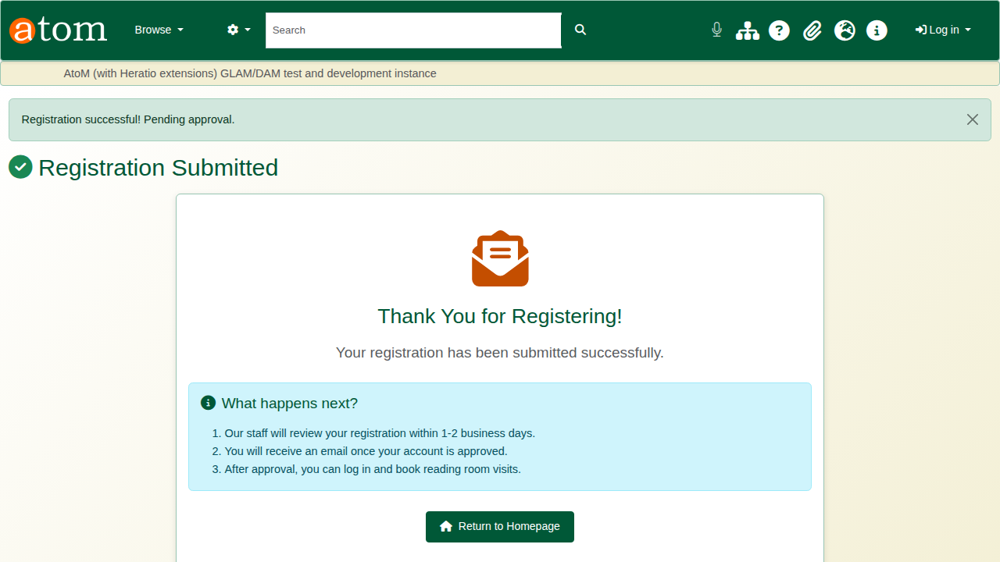 atom
Browse
Search
Log in
AtoM (with Heratio extensions) GLAM/DAM test and development instance
Registration successful! Pending approval.
Registration Submitted
Thank You for Registering!
Your registration has been submitted successfully.
What happens next?
1. Our staff will review your registration within 1-2 business days.
2. You will receive an email once your account is approved.
3. After approval, you can log in and book reading room visits.
Return to Homepage